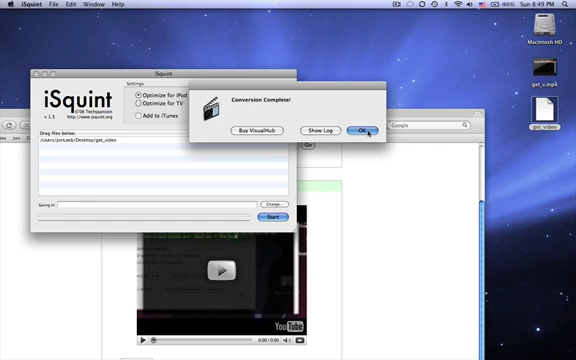 iSquint File Edit Window Help
Sun 8:49 PM
Macintosh HD
get_v.mp4
get_video
iSquint
iSquint
©'06 Techspansion
http://www.isquint.org
v 1.5
Settings
Optimize for iPod
Optimize for TV
Add to iTunes
Conversion Complete!
Buy VisualHub
Show Log
OK
Google
Go
Drag files below:
/Users/JonLoeb/Desktop/get_video
Saving In:
Change...
Start
YouTube
0:00 / 0:00